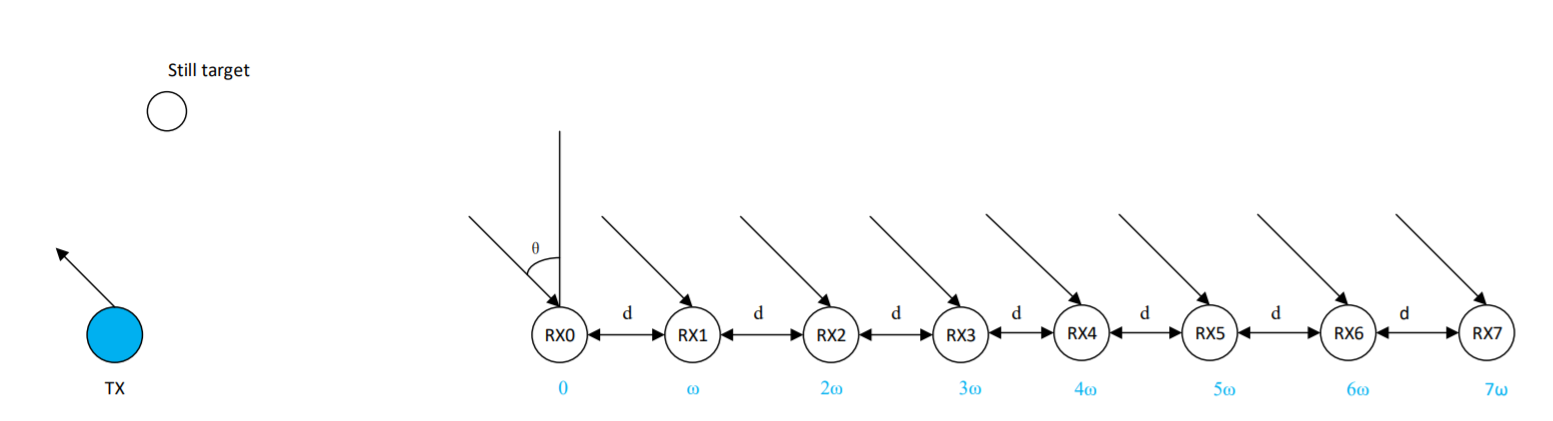 Still target
θ
d d d d d d d
RX0 RX1 RX2 RX3 RX4 RX5 RX6 RX7
TX 0 ω 2ω 3ω 4ω 5ω 6ω 7ω